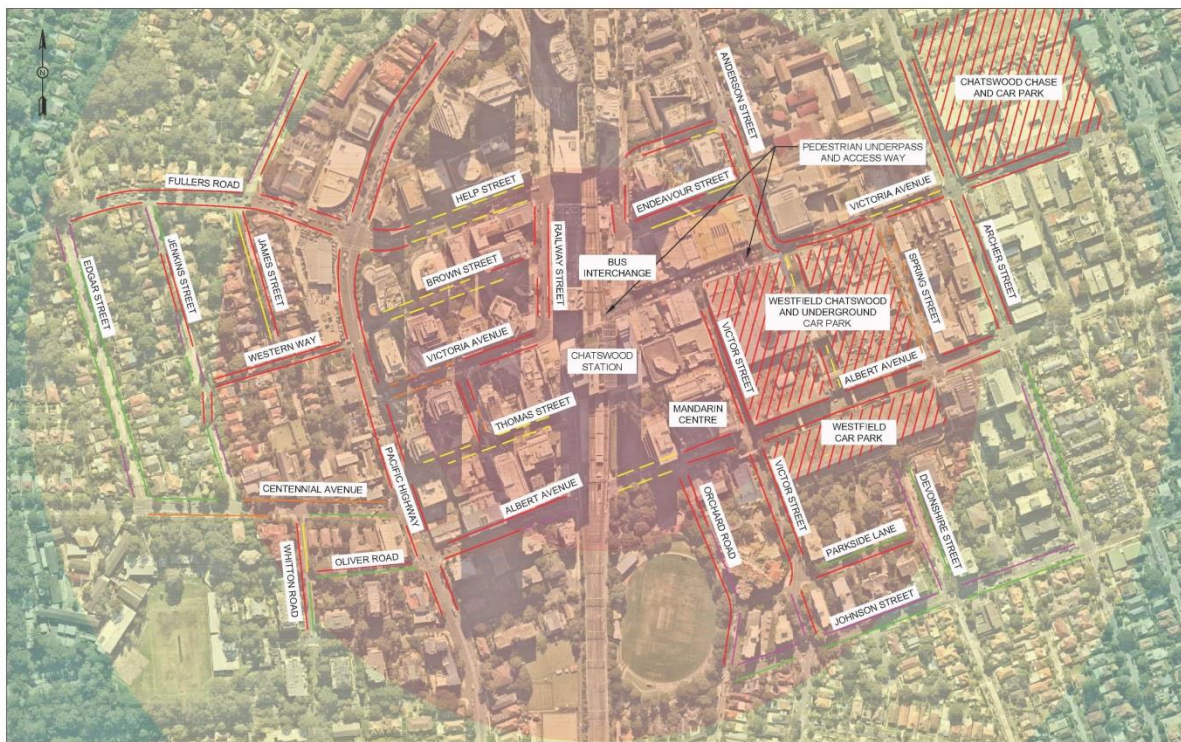 N
CHATSWOOD CHASE
AND CAR PARK
ANDERSON STREET
PEDESTRIAN UNDERPASS
AND ACCESS WAY
FULLERS ROAD
HELP STREET
ENDEAVOUR STREET
VICTORIA AVENUE
JENKINS STREET
JAMES STREET
EDGAR STREET
RAILWAY STREET
BUS
INTERCHANGE
BROWN STREET
ARCHER STREET
SPRING STREET
WESTFIELD CHATSWOOD
AND UNDERGROUND
CAR PARK
WESTERN WAY
VICTORIA AVENUE
CHATSWOOD
STATION
VICTOR STREET
ALBERT AVENUE
THOMAS STREET
MANDARIN
CENTRE
WESTFIELD
CAR PARK
PACIFIC HIGHWAY
CENTENNIAL AVENUE
ALBERT AVENUE
ORCHARD ROAD
VICTOR STREET
DEVONSHIRE STREET
WHITTON ROAD
OLIVER ROAD
PARKSIDE LANE
JOHNSON STREET